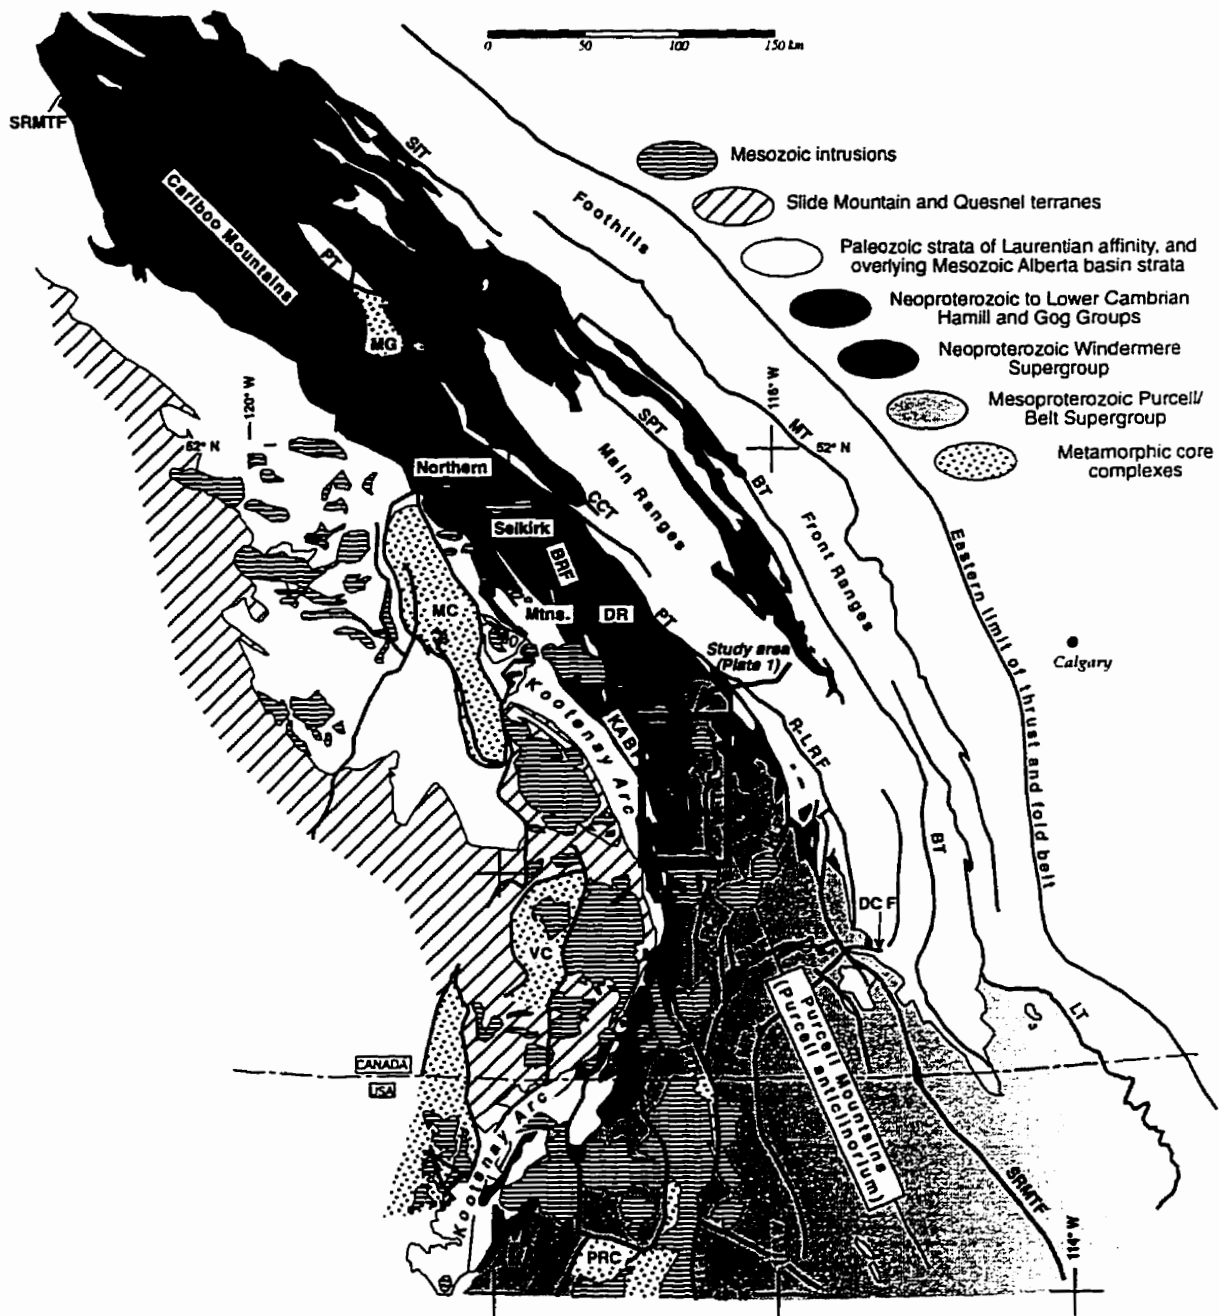 0 50 100 150 km
SRMTF
SIT
Mesozoic intrusions
Slide Mountain and Quesnel terranes
Foothills
Paleozoic strata of Laurentian affinity, and
overlying Mesozoic Alberta basin strata
Cariboo Mountains
PT
Neoproterozoic to Lower Cambrian
Hamill and Gog Groups
MG
Neoproterozoic Windermere
Supergroup
120° W
116° W
Mesoproterozoic Purcell/
Belt Supergroup
SPT
MT
52° N
52° N
Metamorphic core
complexes
Northern
Main Ranges
BT
CCT
Selkirk
Front Ranges
BRF
Eastern limit of thrust and fold belt
MC
Mtns.
DR
PT
Study area
(Plate 1)
Calgary
Kootenay Arc
KABF
R-LRF
BT
DCF
VC
LT
Purcell Mountains
(Purcell anticlinorium)
CANADA
USA
Kootenay Arc
SRMTF
PRC
114° W